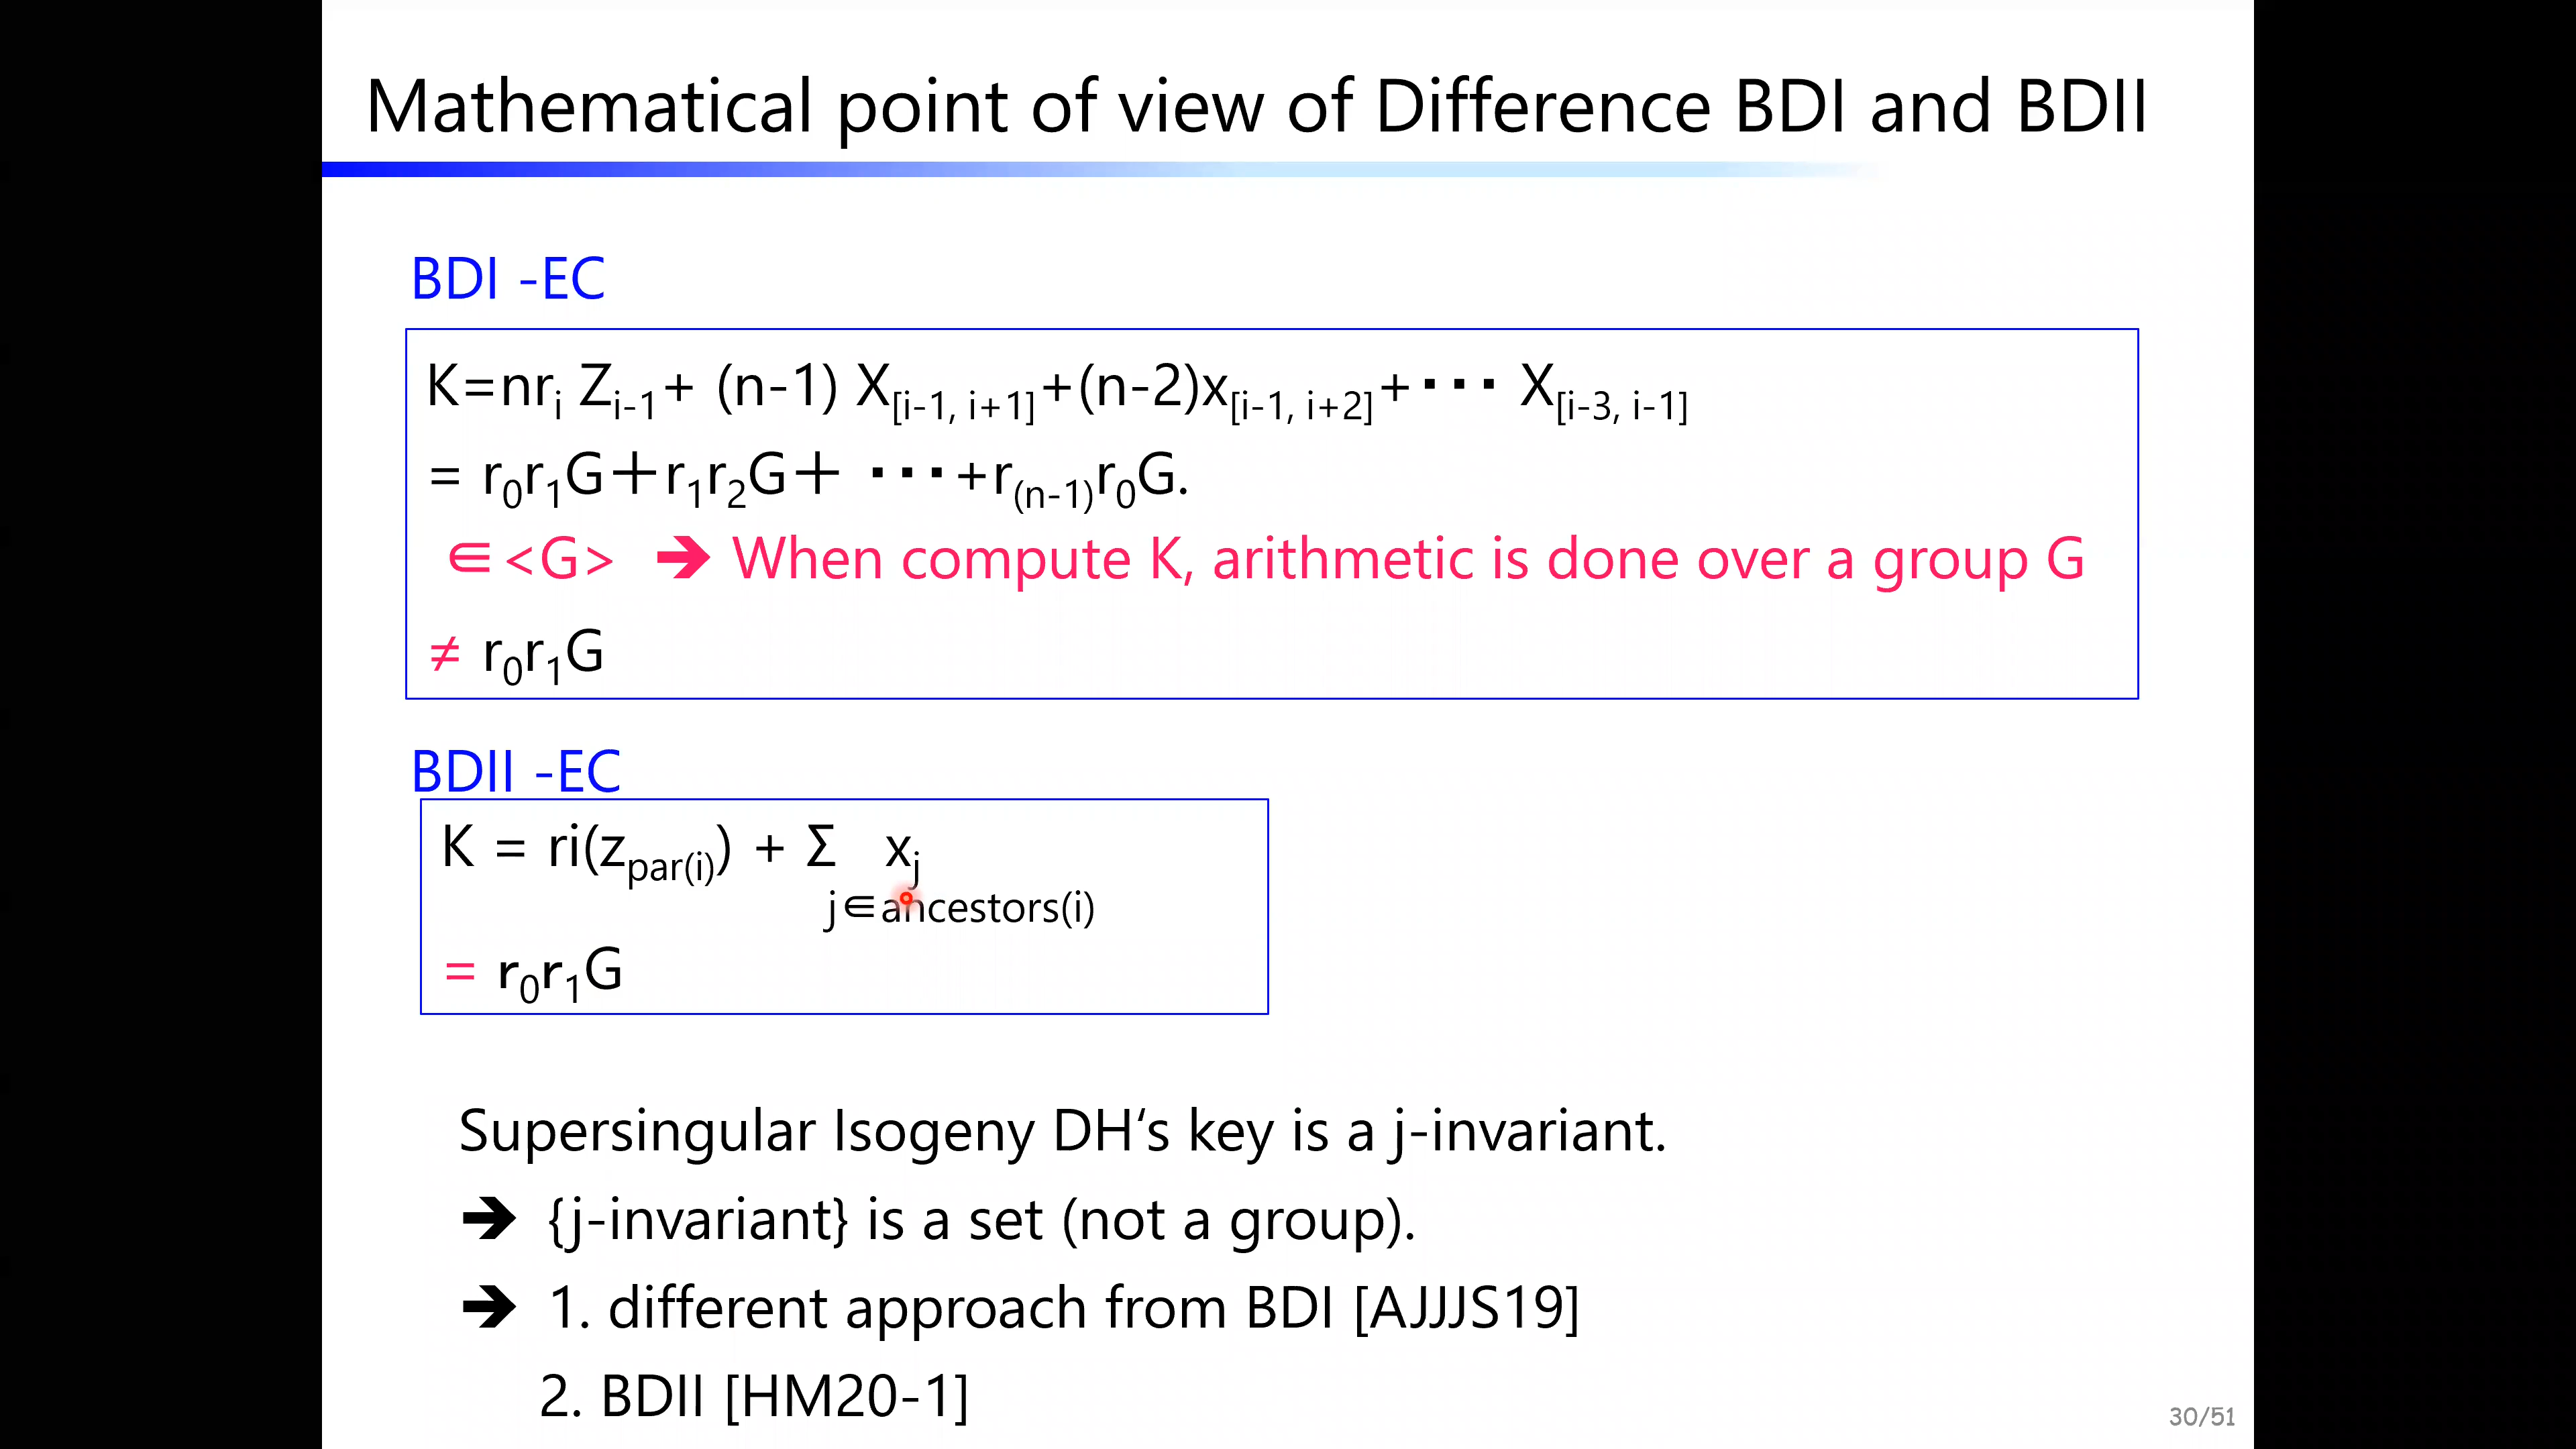 Mathematical point of view of Difference BDI and BDII
BDI -EC
K=nrᵢ Zᵢ₋₁+ (n-1) X[i-1, i+1]+(n-2)x[i-1, i+2]+･･･ X[i-3, i-1]
= r₀r₁G＋r₁r₂G＋ ･･･+r₍ₙ₋₁₎r₀G.
∈<G> ➔ When compute K, arithmetic is done over a group G
≠ r₀r₁G
BDII -EC
K = ri(z_par(i)) + Σ xⱼ
j∈ancestors(i)
= r₀r₁G
Supersingular Isogeny DH‘s key is a j-invariant.
➔ {j-invariant} is a set (not a group).
➔ 1. different approach from BDI [AJJJS19]
2. BDII [HM20-1]
30/51